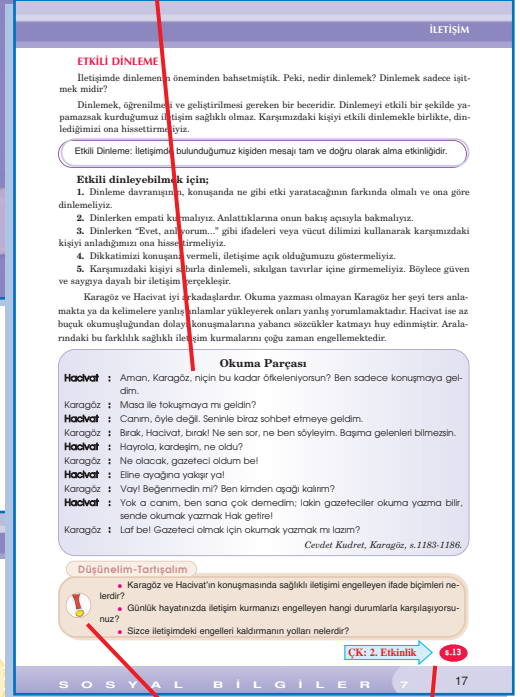 İLETİŞİM
ETKİLİ DİNLEME
İletişimde dinlemenin öneminden bahsetmiştik. Peki, nedir dinlemek? Dinlemek sadece işit-
mek midir?
Dinlemek, öğrenilmesi ve geliştirilmesi gereken bir beceridir. Dinlemeyi etkili bir şekilde ya-
pamazsak kurduğumuz iletişim sağlıklı olmaz. Karşımızdaki kişiyi etkili dinlemekle birlikte, din-
lediğimizi ona hissettirmeliyiz.
Etkili Dinleme: İletişimde bulunduğumuz kişiden mesajı tam ve doğru olarak alma etkinliğidir.
Etkili dinleyebilmek için;
1. Dinleme davranışının, konuşanda ne gibi etki yaratacağının farkında olmalı ve ona göre
dinlemeliyiz.
2. Dinlerken empati kurmalıyız. Anlattıklarına onun bakış açısıyla bakmalıyız.
3. Dinlerken "Evet, anlıyorum..." gibi ifadeleri veya vücut dilimizi kullanarak karşımızdaki
kişiyi anladığımızı ona hissettirmeliyiz.
4. Dikkatimizi konuşana vermeli, iletişime açık olduğumuzu göstermeliyiz.
5. Karşımızdaki kişiyi sabırla dinlemeli, sıkılgan tavırlar içine girmemeliyiz. Böylece güven
ve saygıya dayalı bir iletişim gerçekleşir.
Karagöz ve Hacivat iyi arkadaşlardır. Okuma yazması olmayan Karagöz her şeyi ters anla-
makta ya da kelimelere yanlış anlamlar yükleyerek onları yanlış yorumlamaktadır. Hacivat ise az
buçuk okumuşluğundan dolayı konuşmalarına yabancı sözcükler katmayı huy edinmiştir. Arala-
rındaki bu farklılık sağlıklı iletişim kurmalarını çoğu zaman engellemektedir.
Okuma Parçası
Hacivat : Aman, Karagöz, niçin bu kadar öfkeleniyorsun? Ben sadece konuşmaya gel-
dim.
Karagöz : Masa ile tokuşmaya mı geldin?
Hacivat : Canım, öyle değil. Seninle biraz sohbet etmeye geldim.
Karagöz : Bırak, Hacivat, bırak! Ne sen sor, ne ben söyleyim. Başıma gelenleri bilmezsin.
Hacivat : Hayrola, kardeşim, ne oldu?
Karagöz : Ne olacak, gazeteci oldum be!
Hacivat : Eline ayağına yakışır ya!
Karagöz : Vay! Beğenmedin mi? Ben kimden aşağı kalırım?
Hacivat : Yok a canım, ben sana çok demedim; lakin gazeteciler okuma yazma bilir,
sende okumak yazmak Hak getire!
Karagöz : Laf be! Gazeteci olmak için okumak yazmak mı lazım?
Cevdet Kudret, Karagöz, s.1183-1186.
Düşünelim-Tartışalım
• Karagöz ve Hacivat'ın konuşmasında sağlıklı iletişimi engelleyen ifade biçimleri ne-
lerdir?
• Günlük hayatınızda iletişim kurmanızı engelleyen hangi durumlarla karşılaşıyorsu-
nuz?
• Sizce iletişimdeki engelleri kaldırmanın yolları nelerdir?
ÇK: 2. Etkinlik s.13
SOSYAL BİLGİLER 7 17